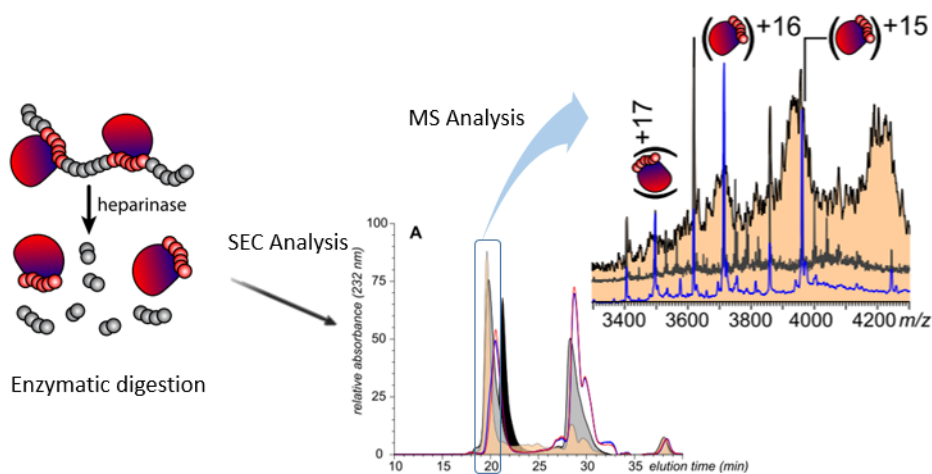 +16
+15
MS Analysis
+17
heparinase
SEC Analysis
3400 3600 3800 4000 4200 m/z
A
100
75
50
25
0
relative absorbance (232 nm)
10 15 20 25 30 35
elution time (min)
Enzymatic digestion